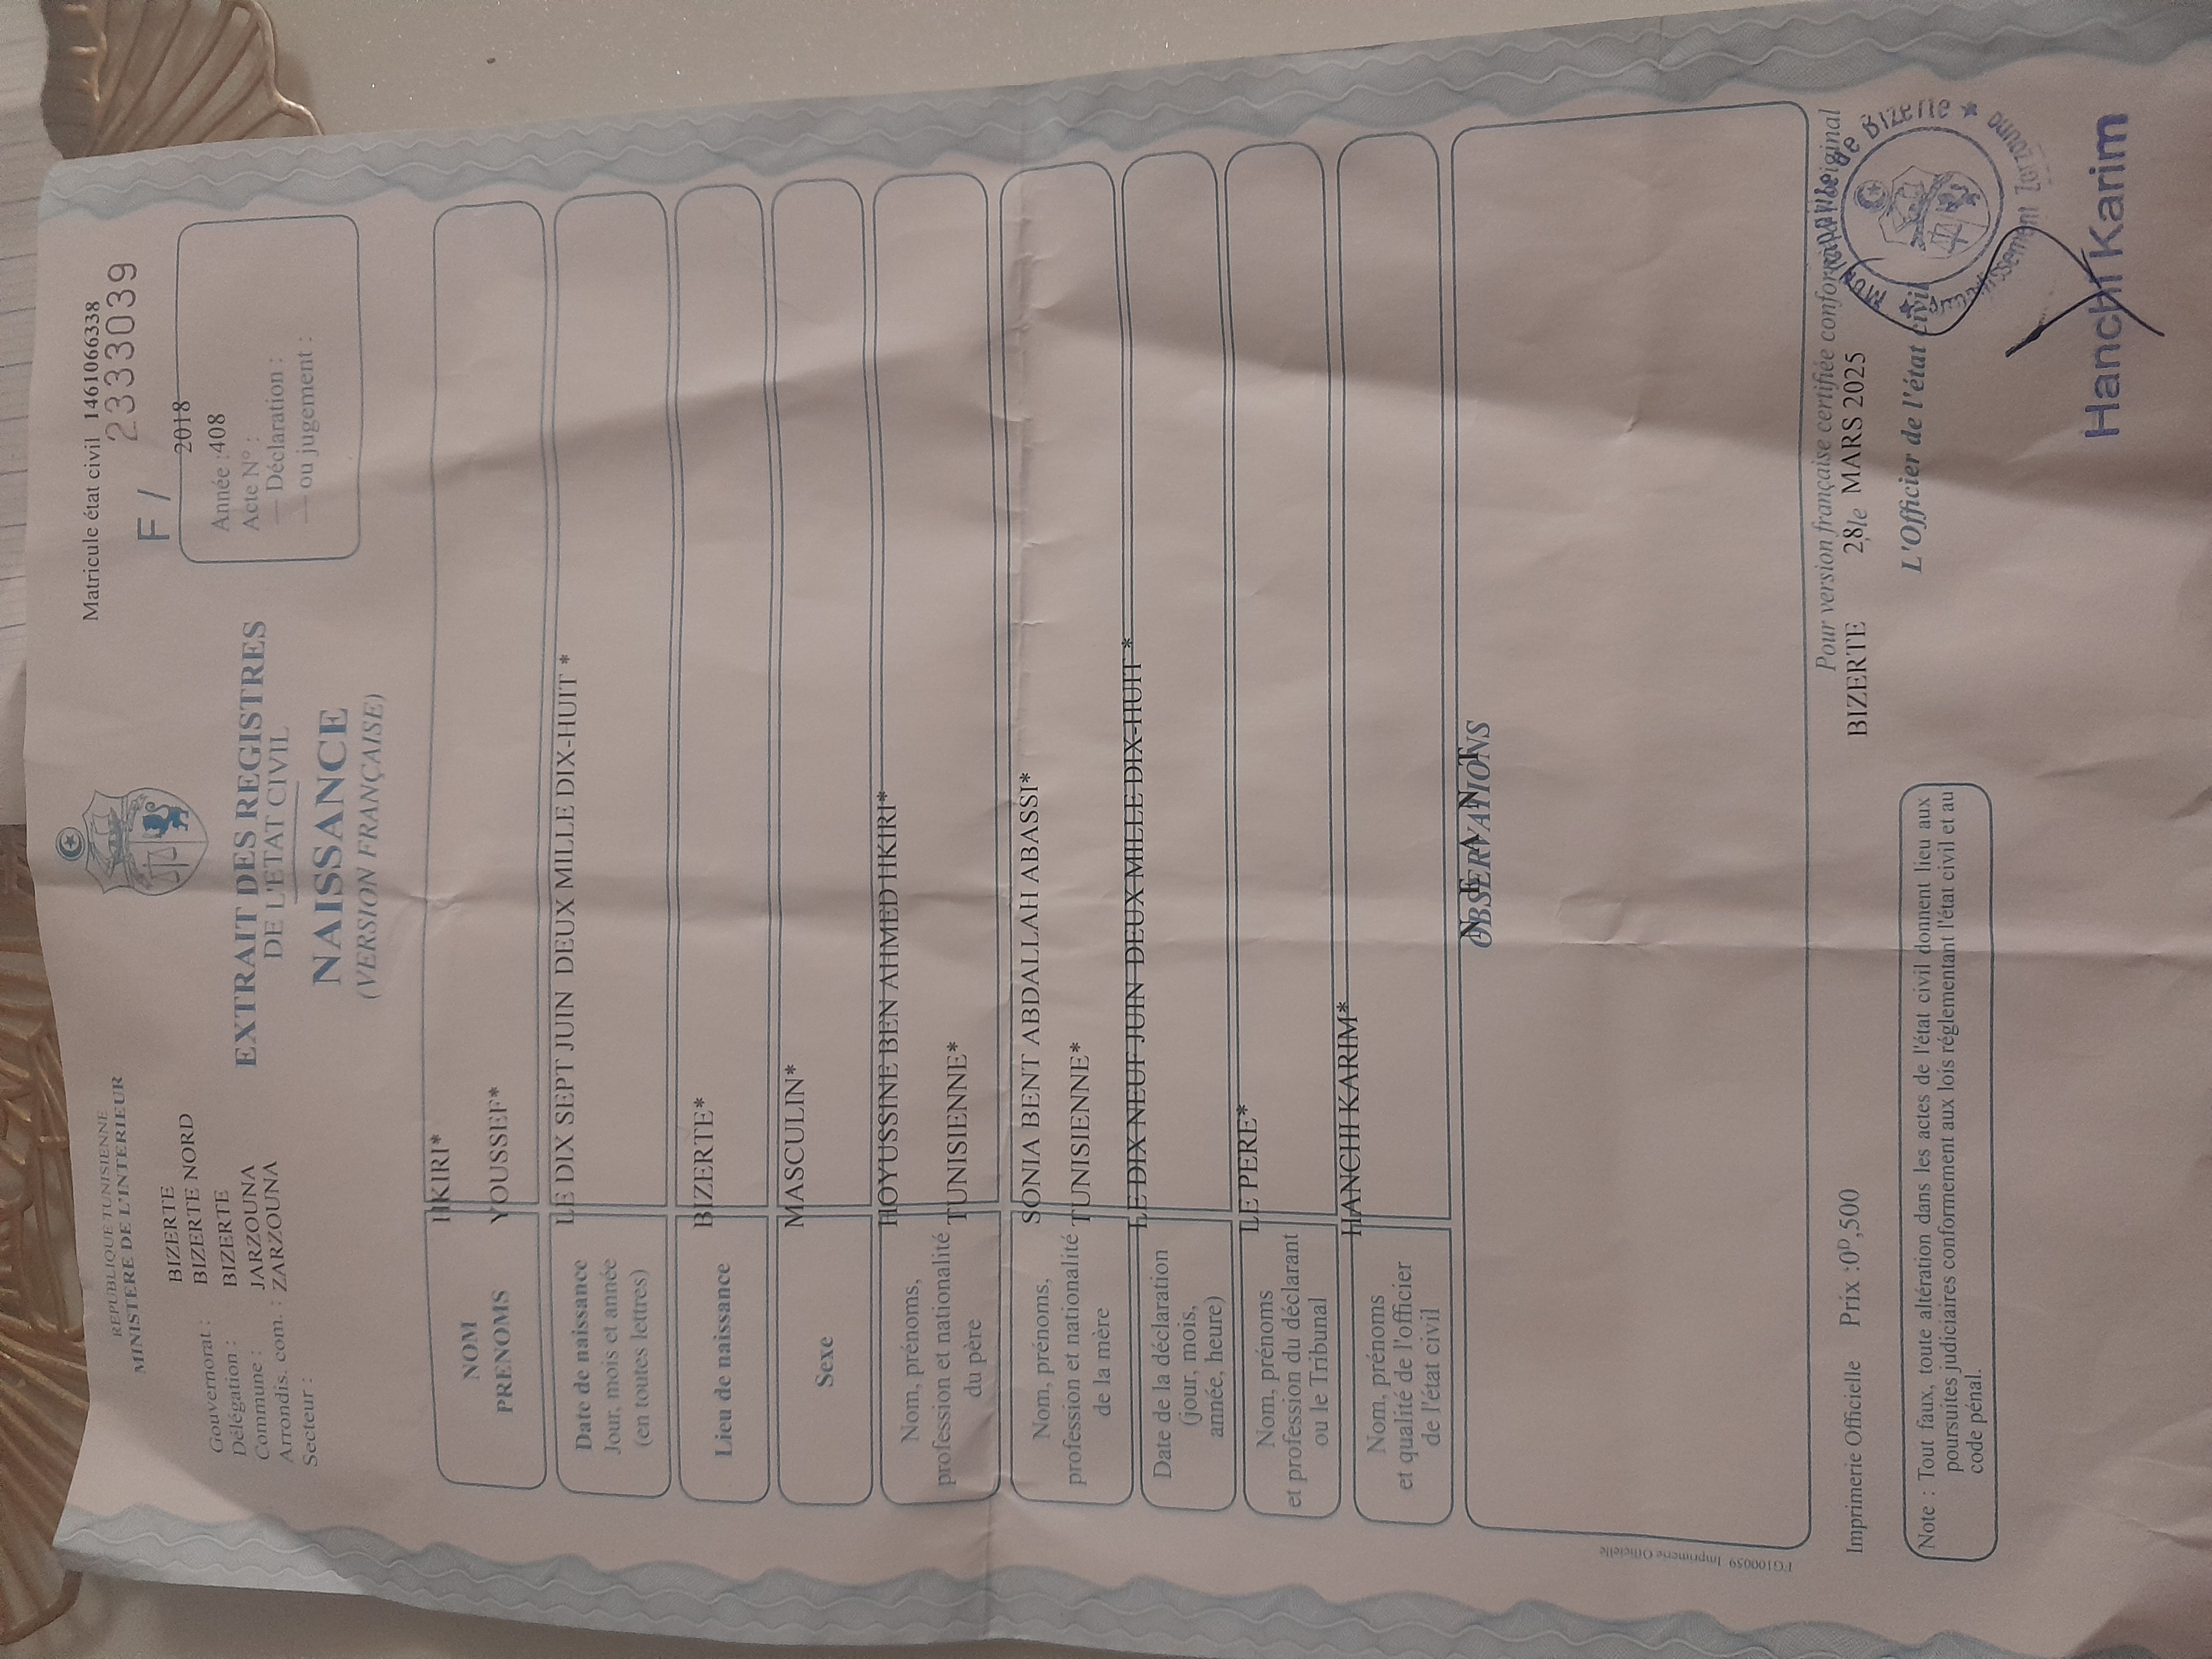 REPUBLIQUE TUNISIENNE
MINISTERE DE L'INTERIEUR
Gouvernorat : BIZERTE
Délégation : BIZERTE NORD
Commune : BIZERTE
Arrondis. com. : JARZOUNA
Secteur : ZARZOUNA
EXTRAIT DES REGISTRES
DE L'ETAT CIVIL
NAISSANCE
(VERSION FRANÇAISE)
Matricule état civil 1461066338
23333039
F /
2018
Année : 408
Acte N° :
— Déclaration :
— ou jugement :
NOM HKIRI*
PRENOMS YOUSSEF*
Date de naissance
Jour, mois et année
(en toutes lettres)
LE DIX SEPT JUIN DEUX MILLE DIX-HUIT *
Lieu de naissance BIZERTE*
Sexe MASCULIN*
Nom, prénoms,
profession et nationalité
du père
HOYUSSINE BEN AHMED HKIRI*
TUNISIENNE*
Nom, prénoms,
profession et nationalité
de la mère
SONIA BENT ABDALLAH ABASSI*
TUNISIENNE*
Date de la déclaration
(jour, mois,
année, heure)
LE DIX NEUF JUIN DEUX MILLE DIX-HUIT *
Nom, prénoms
et profession du déclarant
ou le Tribunal
LE PERE*
Nom, prénoms
et qualité de l'officier
de l'état civil
HANCHI KARIM*
OBSERVATIONS
N E A N T
FG100059 Imprimerie Officielle
Imprimerie Officielle Prix : 0D,500
Pour version française certifiée conforme à l'original
BIZERTE 28 le MARS 2025
L'Officier de l'état civil
Hanchi Karim
Note : Tout faux, toute altération dans les actes de l'état civil donnent lieu aux
poursuites judiciaires conformement aux lois réglementant l'état civil et au
code pénal.